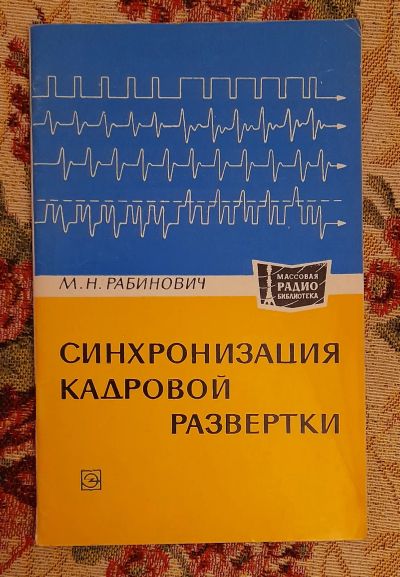 М.Н. РАБИНОВИЧ
МАССОВАЯ
РАДИО
БИБЛИОТЕКА
СИНХРОНИЗАЦИЯ
КАДРОВОЙ
РАЗВЕРТКИ